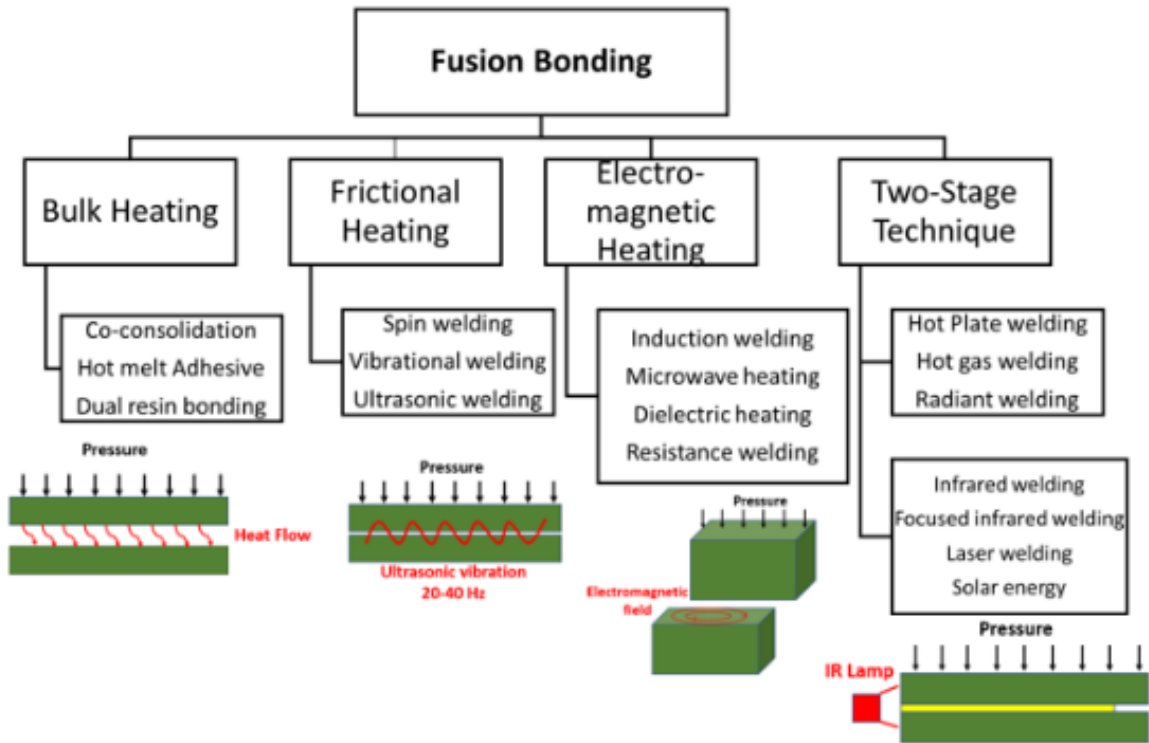 Fusion Bonding
Bulk Heating
Frictional
Heating
Electro-
magnetic
Heating
Two-Stage
Technique
Co-consolidation
Hot melt Adhesive
Dual resin bonding
Spin welding
Vibrational welding
Ultrasonic welding
Induction welding
Microwave heating
Dielectric heating
Resistance welding
Hot Plate welding
Hot gas welding
Radiant welding
Infrared welding
Focused infrared welding
Laser welding
Solar energy
Pressure
Heat Flow
Pressure
Ultrasonic vibration
20-40 Hz
Pressure
Electromagnetic
field
Pressure
IR Lamp